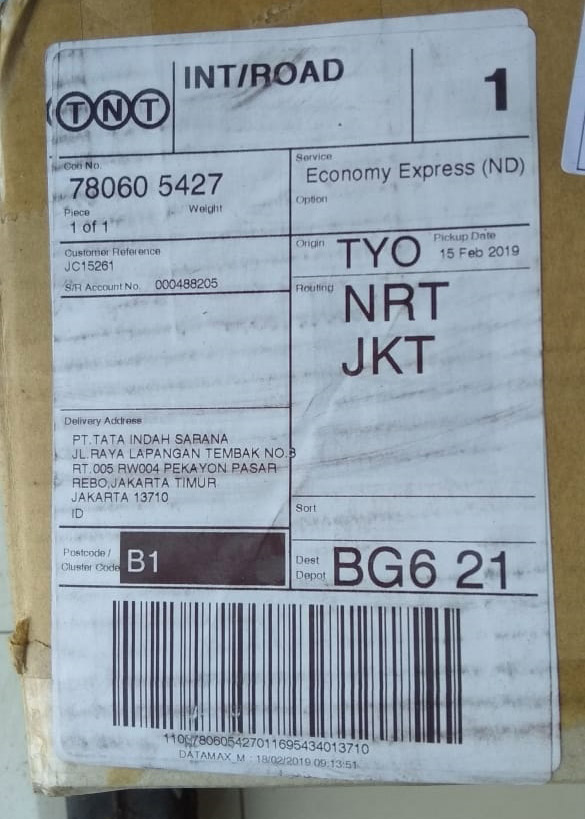 TNT
INT/ROAD
1
Con No.
78060 5427
Piece Weight
1 of 1
Service
Economy Express (ND)
Option
Customer Reference
JC15261
S/R Account No. 000488205
Origin TYO
Pickup Date
15 Feb 2019
Routing
NRT
JKT
Delivery Address
PT.TATA INDAH SARANA
JL.RAYA LAPANGAN TEMBAK NO.8
RT.005 RW004 PEKAYON PASAR
REBO,JAKARTA TIMUR
JAKARTA 13710
ID
Sort
Postcode /
Cluster Code B1
Dest
Depot BG6 21
DATAMAX_M : 18/02/2019 09:13:51